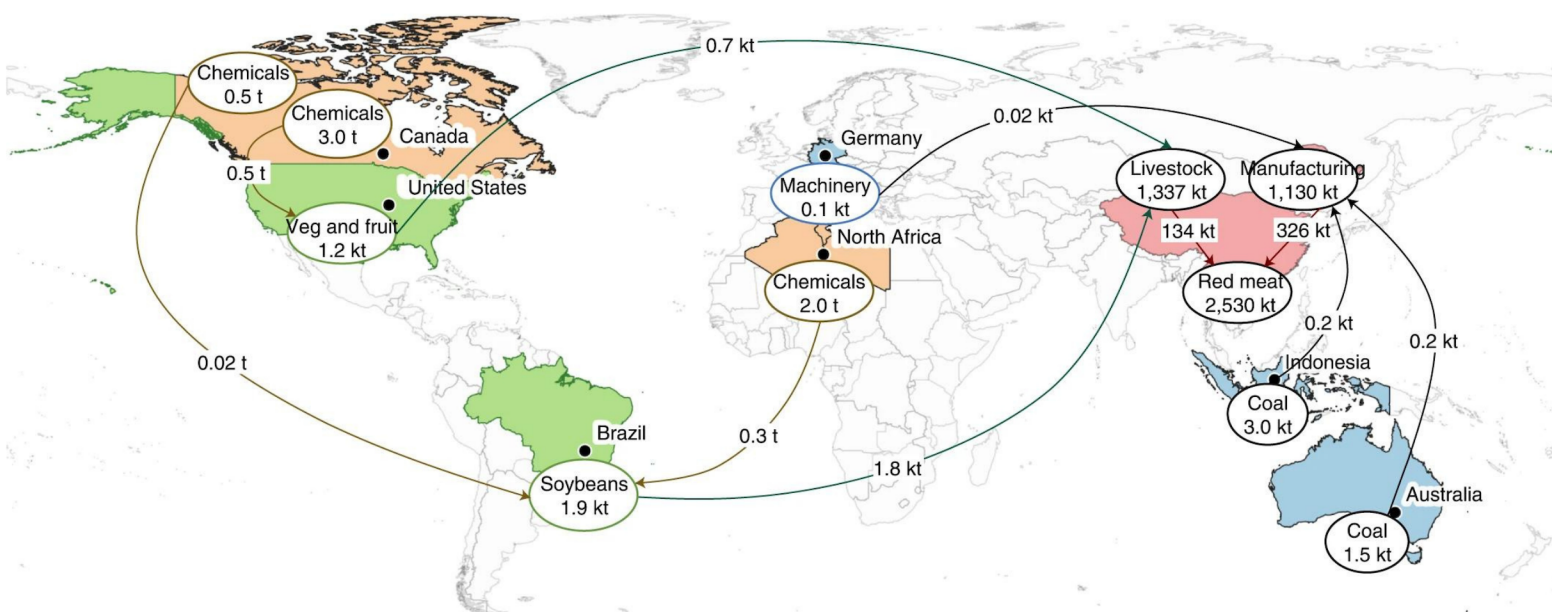 0.7 kt
Chemicals
0.5 t
Chemicals
3.0 t
Canada
0.5 t
United States
Veg and fruit
1.2 kt
Germany
Machinery
0.1 kt
0.02 kt
North Africa
Chemicals
2.0 t
Livestock
1,337 kt
Manufacturing
1,130 kt
134 kt
326 kt
Red meat
2,530 kt
0.02 t
0.3 t
Brazil
Soybeans
1.9 kt
1.8 kt
0.2 kt
0.2 kt
Indonesia
Coal
3.0 kt
Australia
Coal
1.5 kt